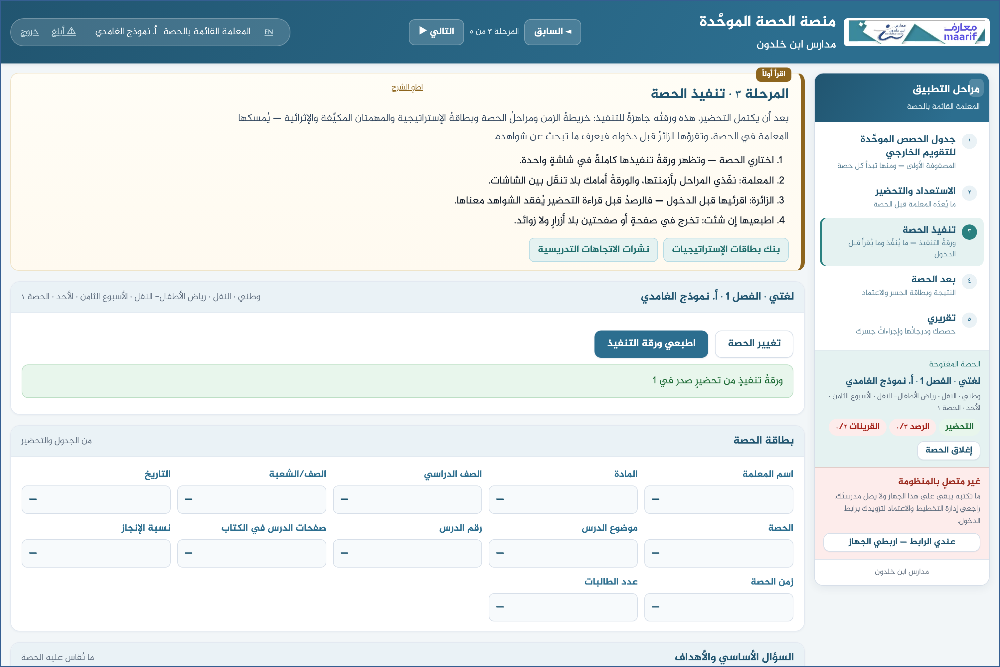 معارف
maarif
مدارس
ابن خلدون
Ibn Khaldoun Schools
منصة الحصة الموحَّدة
مدارس ابن خلدون
◄ السابق
المرحلة ٣ من ٥
التالي ▶
EN
المعلمة القائمة بالحصة أ. نموذج الغامدي
⚠ أبلغ
خروج
مراحل التطبيق
المعلمة القائمة بالحصة
١
جدول الحصص الموحَّدة
للتقويم الخارجي
المصفوفة الأولى — ومنها تبدأ كل حصة
٢
الاستعداد والتحضير
ما يُعدّه المعلمة قبل الحصة
٣
تنفيذ الحصة
ورقةُ التنفيذ — ما يُنفَّذ وما يُقرأ قبل
الدخول
٤
بعد الحصة
النتيجة وبطاقة الجسر والاعتماد
٥
تقريري
حصصك ودرجاتُها وإجراءاتُ جسرك
الحصة المفتوحة
لغتي · الفصل 1 · أ. نموذج الغامدي
وطني · النفل · رياض الأطفال– النفل · الأسبوع الثامن ·
الأحد · الحصة ١
التحضير
الرصد ٠/٣
القرينات ٠/٢
إغلاق الحصة
غير متصلٍ بالمنظومة
ما تكتبه يبقى على هذا الجهاز ولا يصل مدرستَك.
راجعي إدارة التخطيط والاعتماد لتزويدك برابط
الدخول.
عندي الرابط — اربطي الجهاز
مدارس ابن خلدون
اقرأ أولاً
المرحلة ٣ · تنفيذ الحصة
اطوِ الشرح
بعد أن يكتمل التحضير، هذه ورقتُه جاهزةً للتنفيذ: خريطةُ الزمن ومراحلُ الحصة وبطاقةُ الإستراتيجية والمهمتان المكيَّفة والإثرائية — يُمسكها
المعلمة في الحصة، وتقرؤها الزائرُ قبل دخوله فيعرف ما تبحث عن شواهده.
1. اختاري الحصة — وتظهر ورقةُ تنفيذها كاملةً في شاشةٍ واحدة.
2. المعلمة: نفّذي المراحل بأزمنتها، والورقةُ أمامك بلا تنقّل بين الشاشات.
3. الزائرة: اقرئيها قبل الدخول — فالرصدُ قبل قراءة التحضير يُفقد الشواهد معناها.
4. اطبعيها إن شئت: تخرج في صفحةٍ أو صفحتين بلا أزرارٍ ولا زوائد.
بنك بطاقات الإستراتيجيات
نشرات الاتجاهات التدريسية
لغتي · الفصل 1 · أ. نموذج الغامدي
وطني · النفل · رياض الأطفال– النفل · الأسبوع الثامن · الأحد · الحصة ١
تغيير الحصة
اطبعي ورقة التنفيذ
ورقةُ تنفيذٍ من تحضيرٍ صدر في 1
بطاقة الحصة
من الجدول والتحضير
اسم المعلمة
—
المادة
—
الصف الدراسي
—
الصف/الشعبة
—
التاريخ
—
الحصة
—
موضوع الدرس
—
رقم الدرس
—
صفحات الدرس في الكتاب
—
نسبة الإنجاز
—
زمن الحصة
—
عدد الطالبات
—
السؤال الأساسي والأهداف
ما تُقاس عليه الحصة